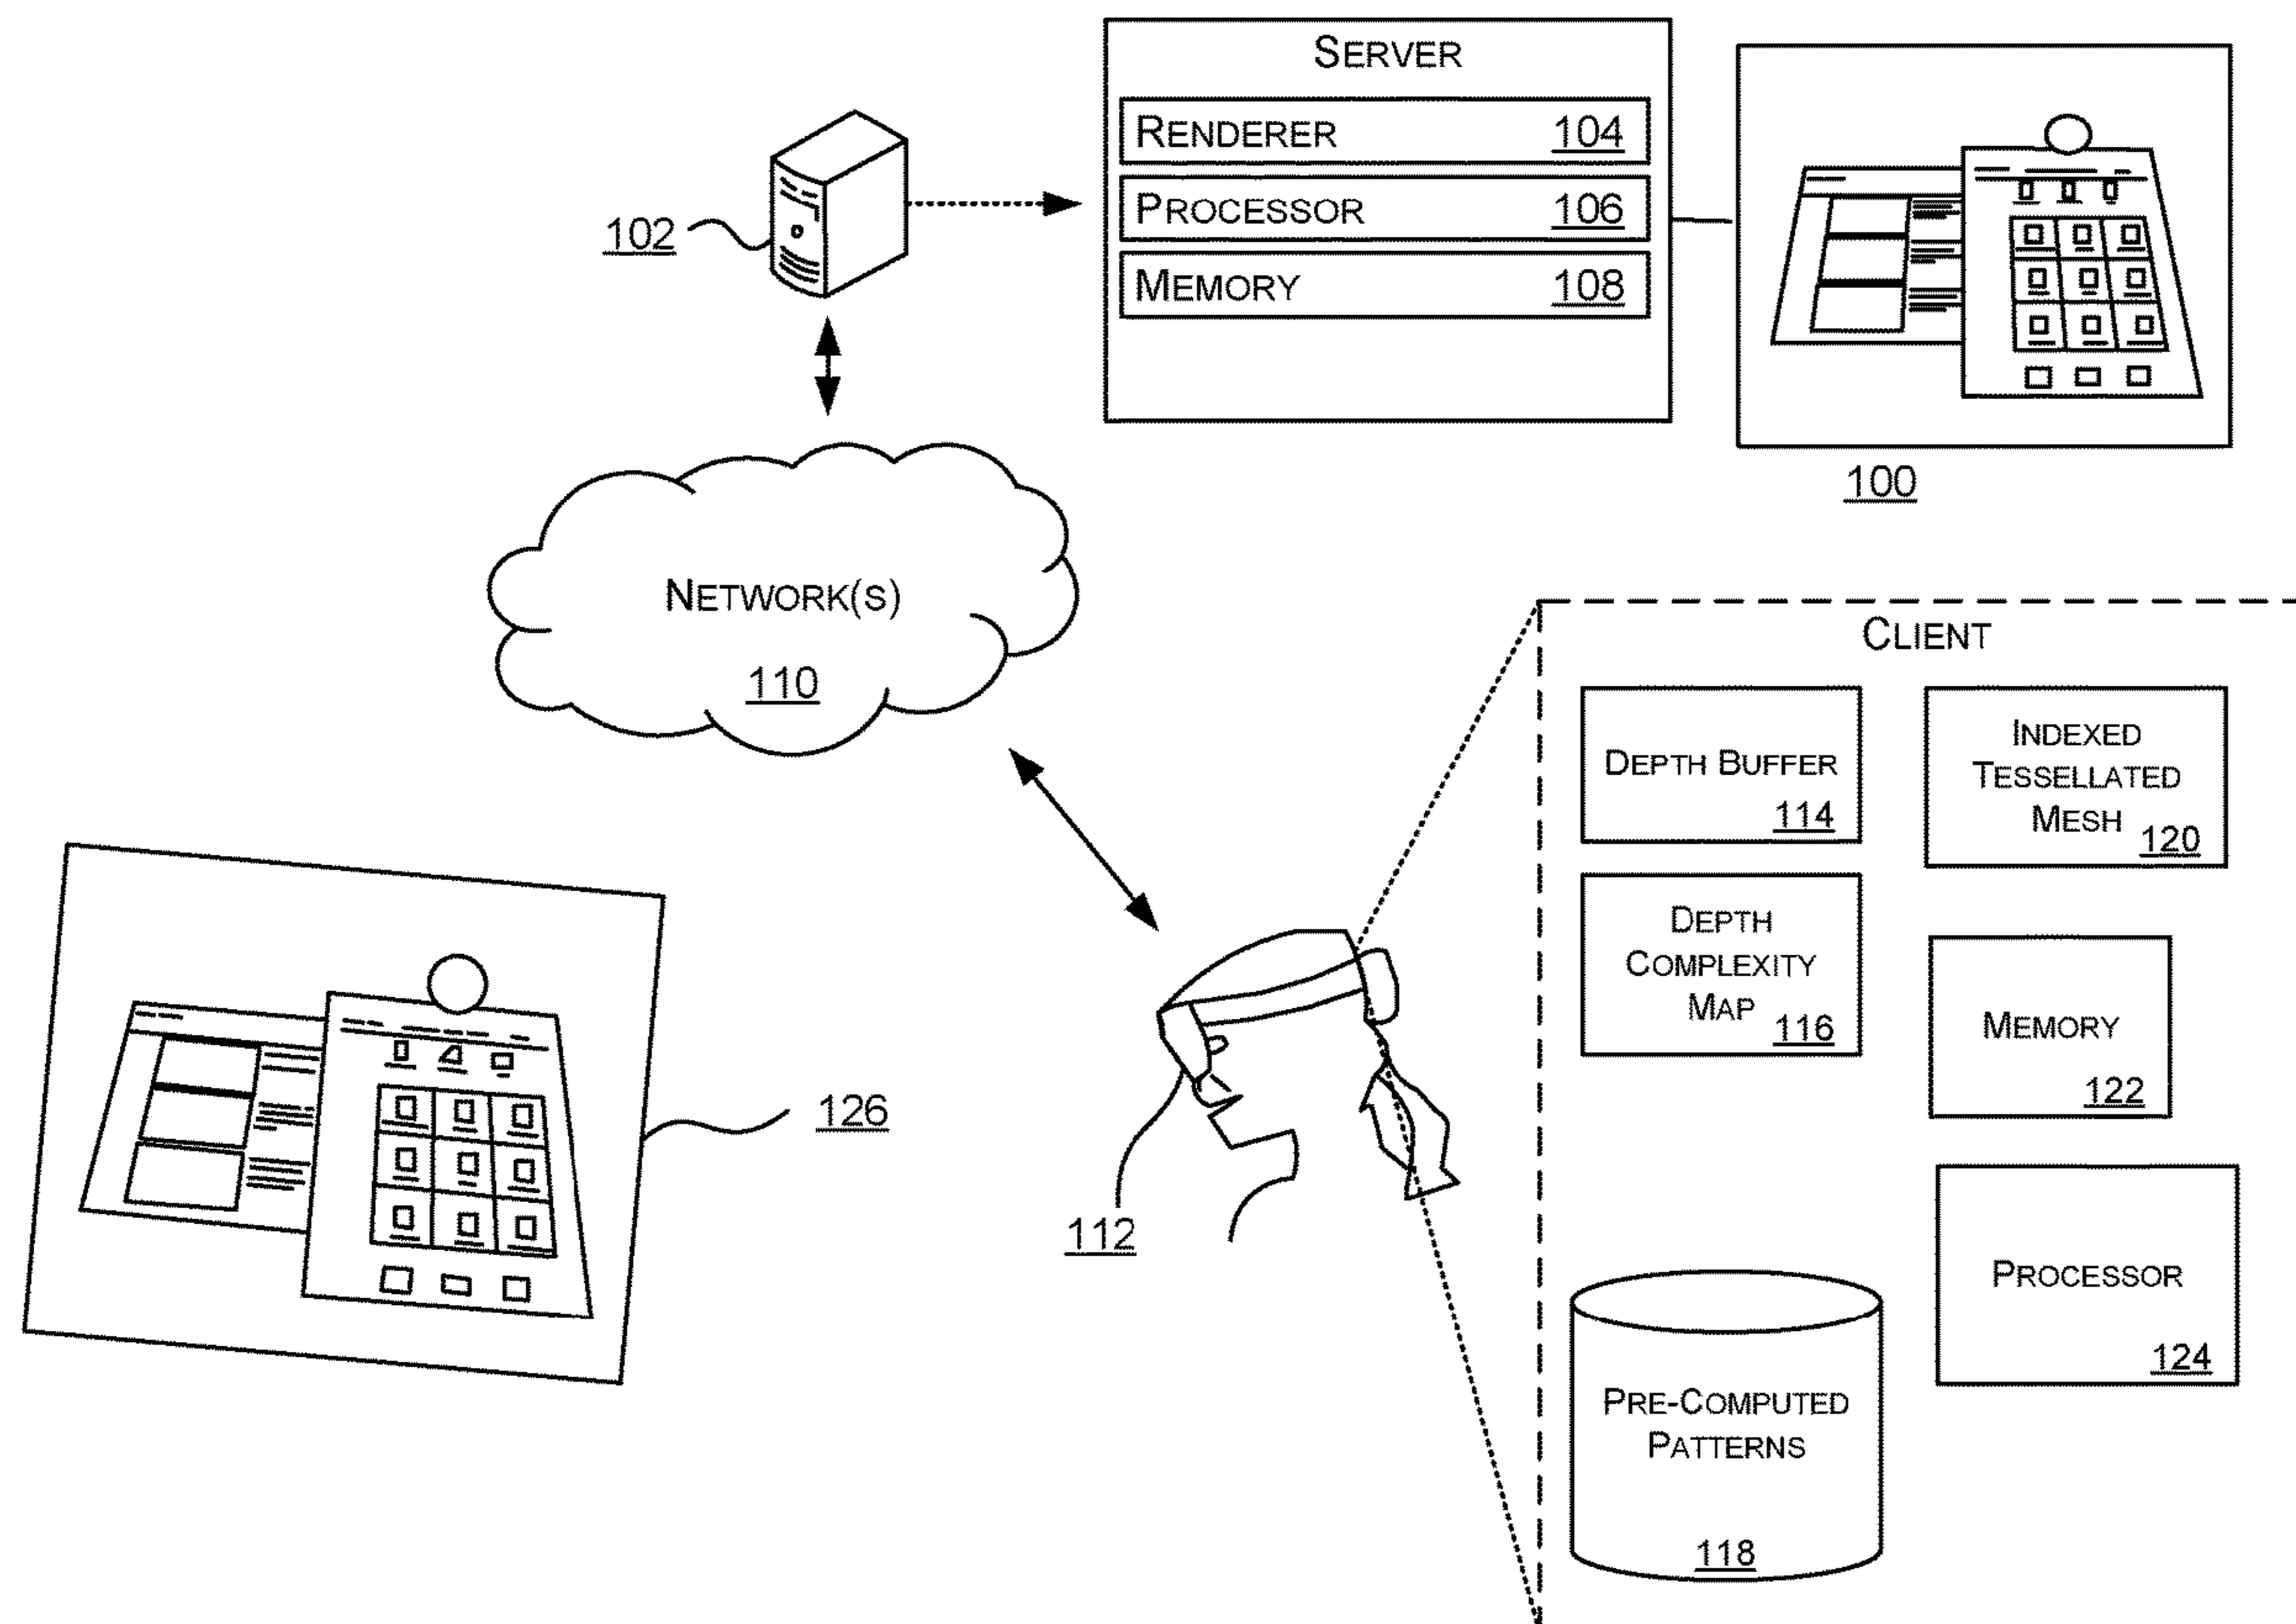 SERVER
RENDERER 104
PROCESSOR 106
MEMORY 108
102
100
NETWORK(S)
110
CLIENT
DEPTH BUFFER
114
INDEXED
TESSELLATED
MESH 120
DEPTH
COMPLEXITY
MAP 116
MEMORY
122
126
112
PROCESSOR
124
PRE-COMPUTED
PATTERNS
118